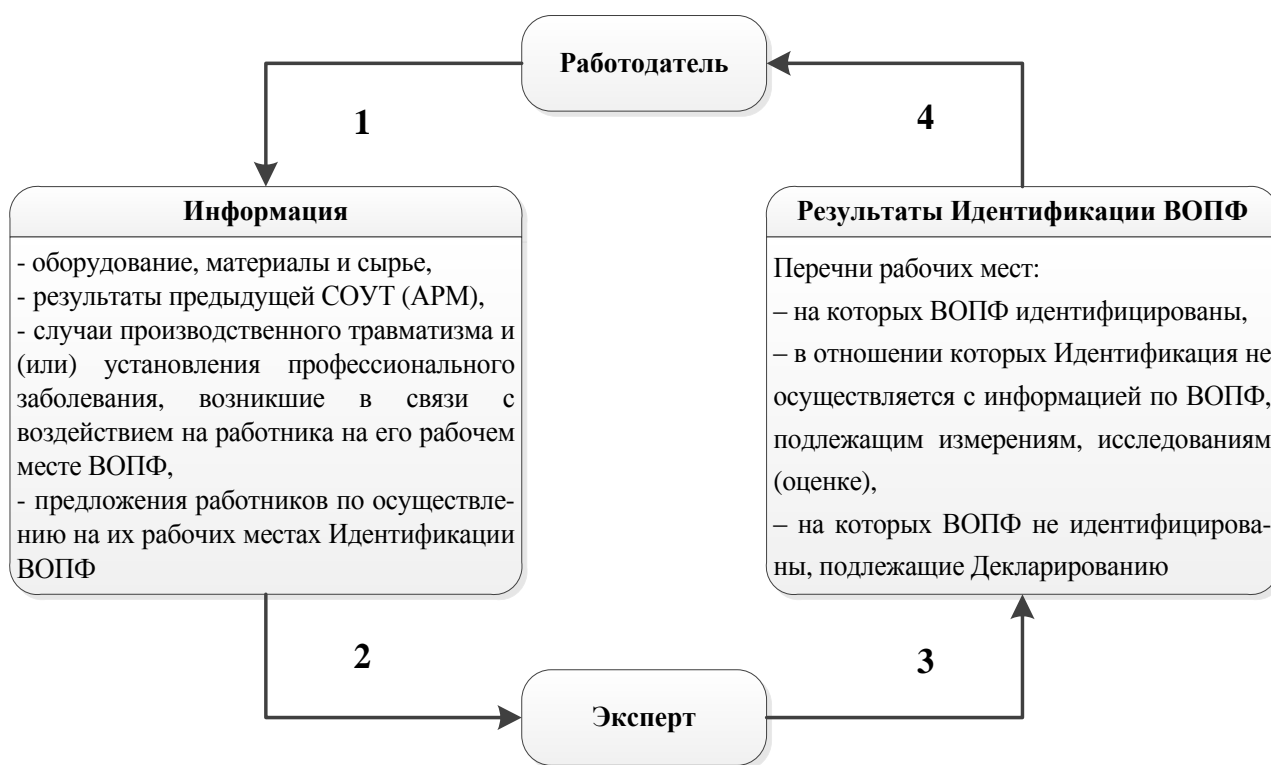 Работодатель
1
4
Информация
- оборудование, материалы и сырье,
- результаты предыдущей СОУТ (АРМ),
- случаи производственного травматизма и
(или) установления профессионального
заболевания, возникшие в связи с
воздействием на работника на его рабочем
месте ВОПФ,
- предложения работников по осуществле-
нию на их рабочих местах Идентификации
ВОПФ
Результаты Идентификации ВОПФ
Перечни рабочих мест:
– на которых ВОПФ идентифицированы,
– в отношении которых Идентификация не
осуществляется с информацией по ВОПФ,
подлежащим измерениям, исследованиям
(оценке),
– на которых ВОПФ не идентифицирова-
ны, подлежащие Декларированию
2
3
Эксперт